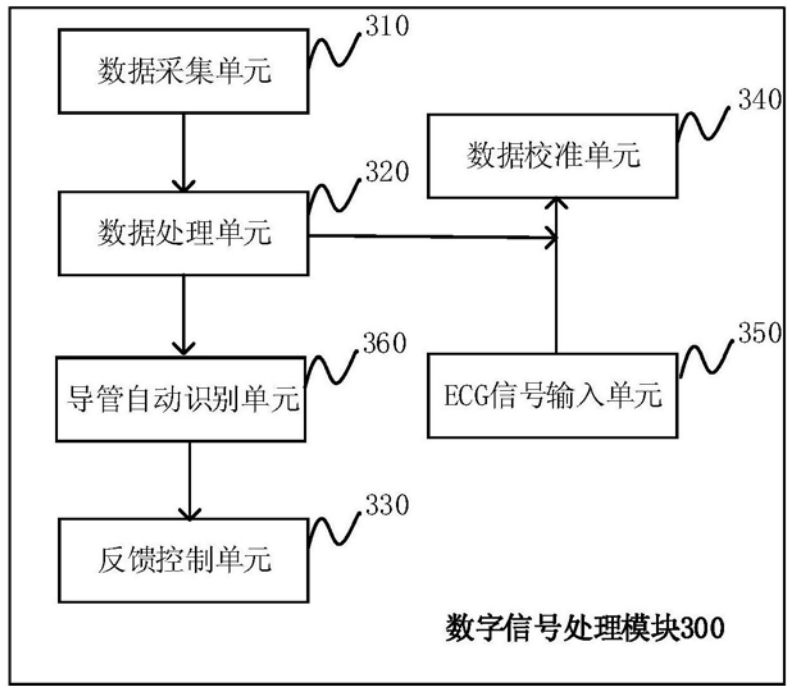 数据采集单元
310
数据处理单元
320
导管自动识别单元
360
反馈控制单元
330
数据校准单元
340
ECG信号输入单元
350
数字信号处理模块300